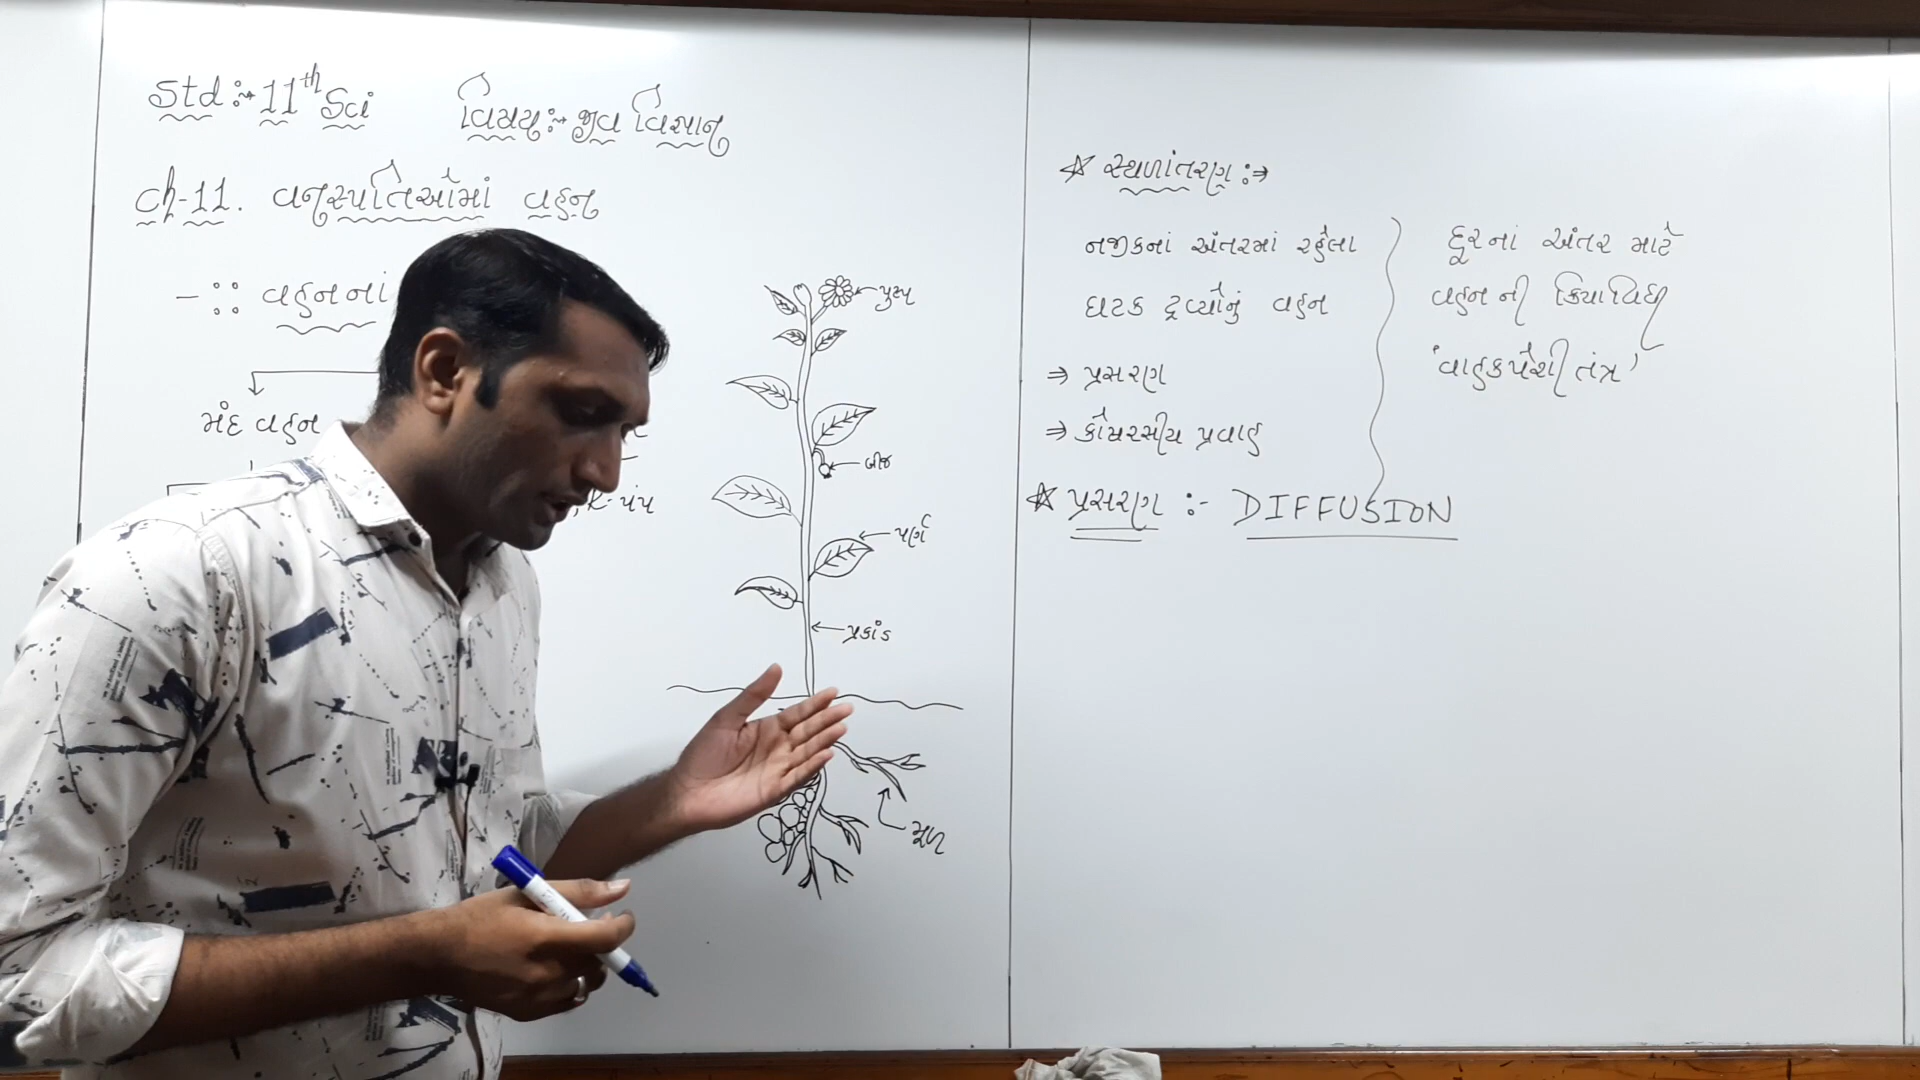 Std :→ 11th Sci વિષય :→ જીવ વિજ્ઞાન
ch-11. વનસ્પતિઓમાં વહન
-:: વહનનાં
મંદ વહન
K-પંપ
પુષ્પ
બીજ
પર્ણ
પ્રકાંડ
મૂળ
☆ સ્થળાંતરણ :⇒
નજીકનાં અંતરમાં રહેલા
ઘટક દ્રવ્યોનું વહન
⇒ પ્રસરણ
⇒ કોષરસીય પ્રવાહ
દૂરનાં અંતર માટે
વહન ની ક્રિયાવિધી
'વાહકપેશી તંત્ર'
☆ પ્રસરણ :- DIFFUSION